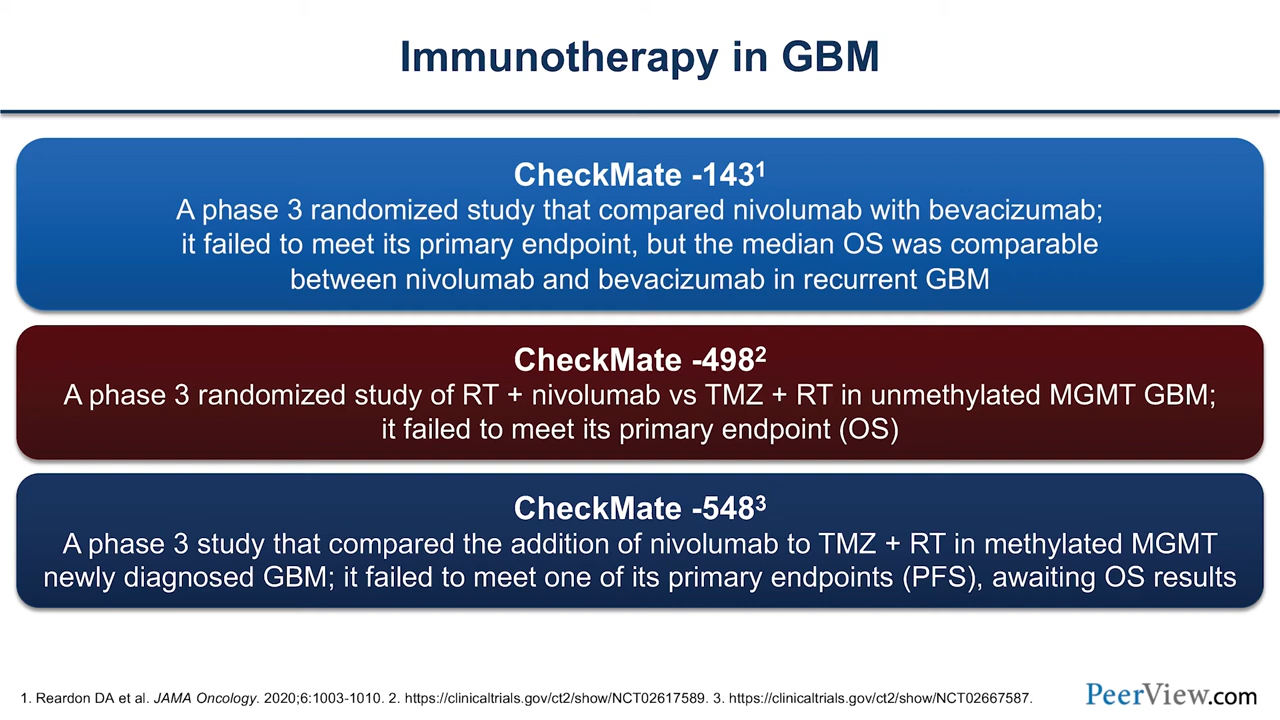 Immunotherapy in GBM
CheckMate -143¹
A phase 3 randomized study that compared nivolumab with bevacizumab;
it failed to meet its primary endpoint, but the median OS was comparable
between nivolumab and bevacizumab in recurrent GBM
CheckMate -498²
A phase 3 randomized study of RT + nivolumab vs TMZ + RT in unmethylated MGMT GBM;
it failed to meet its primary endpoint (OS)
CheckMate -548³
A phase 3 study that compared the addition of nivolumab to TMZ + RT in methylated MGMT
newly diagnosed GBM; it failed to meet one of its primary endpoints (PFS), awaiting OS results
1. Reardon DA et al. JAMA Oncology. 2020;6:1003-1010. 2. https://clinicaltrials.gov/ct2/show/NCT02617589. 3. https://clinicaltrials.gov/ct2/show/NCT02667587.
PeerView.com